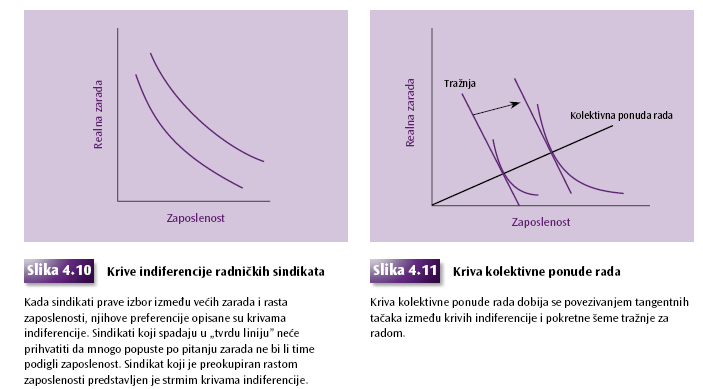 Realna zarada
Zaposlenost
Slika 4.10 Krive indiferencije radničkih sindikata
Kada sindikati prave izbor između većih zarada i rasta
zaposlenosti, njihove preferencije opisane su krivama
indiferencije. Sindikati koji spadaju u „tvrdu liniju” neće
prihvatiti da mnogo popuste po pitanju zarada ne bi li time
podigli zaposlenost. Sindikat koji je preokupiran rastom
zaposlenosti predstavljen je strmim krivama indiferencije.
Realna zarada
Tražnja
Kolektivna ponuda rada
Zaposlenost
Slika 4.11 Kriva kolektivne ponude rada
Kriva kolektivne ponude rada dobija se povezivanjem tangentnih
tačaka između krivih indiferencije i pokretne šeme tražnje za
radom.